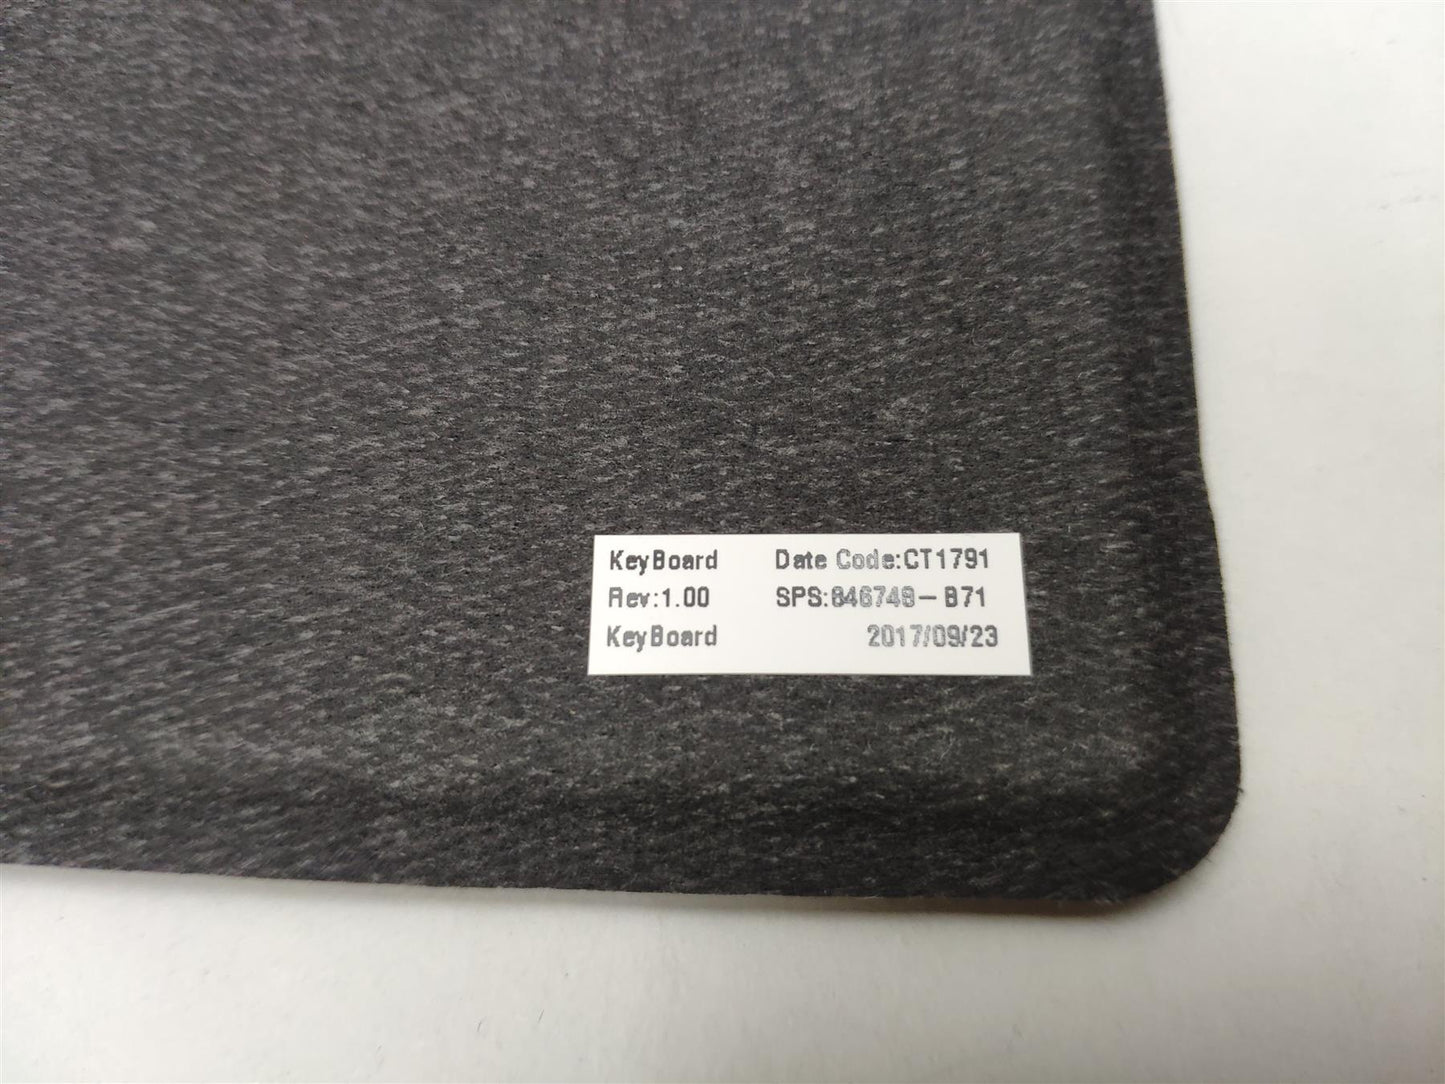 KeyBoard Date Code:CT1791
Rev:1.00 SPS:846748-B71
KeyBoard 2017/09/23